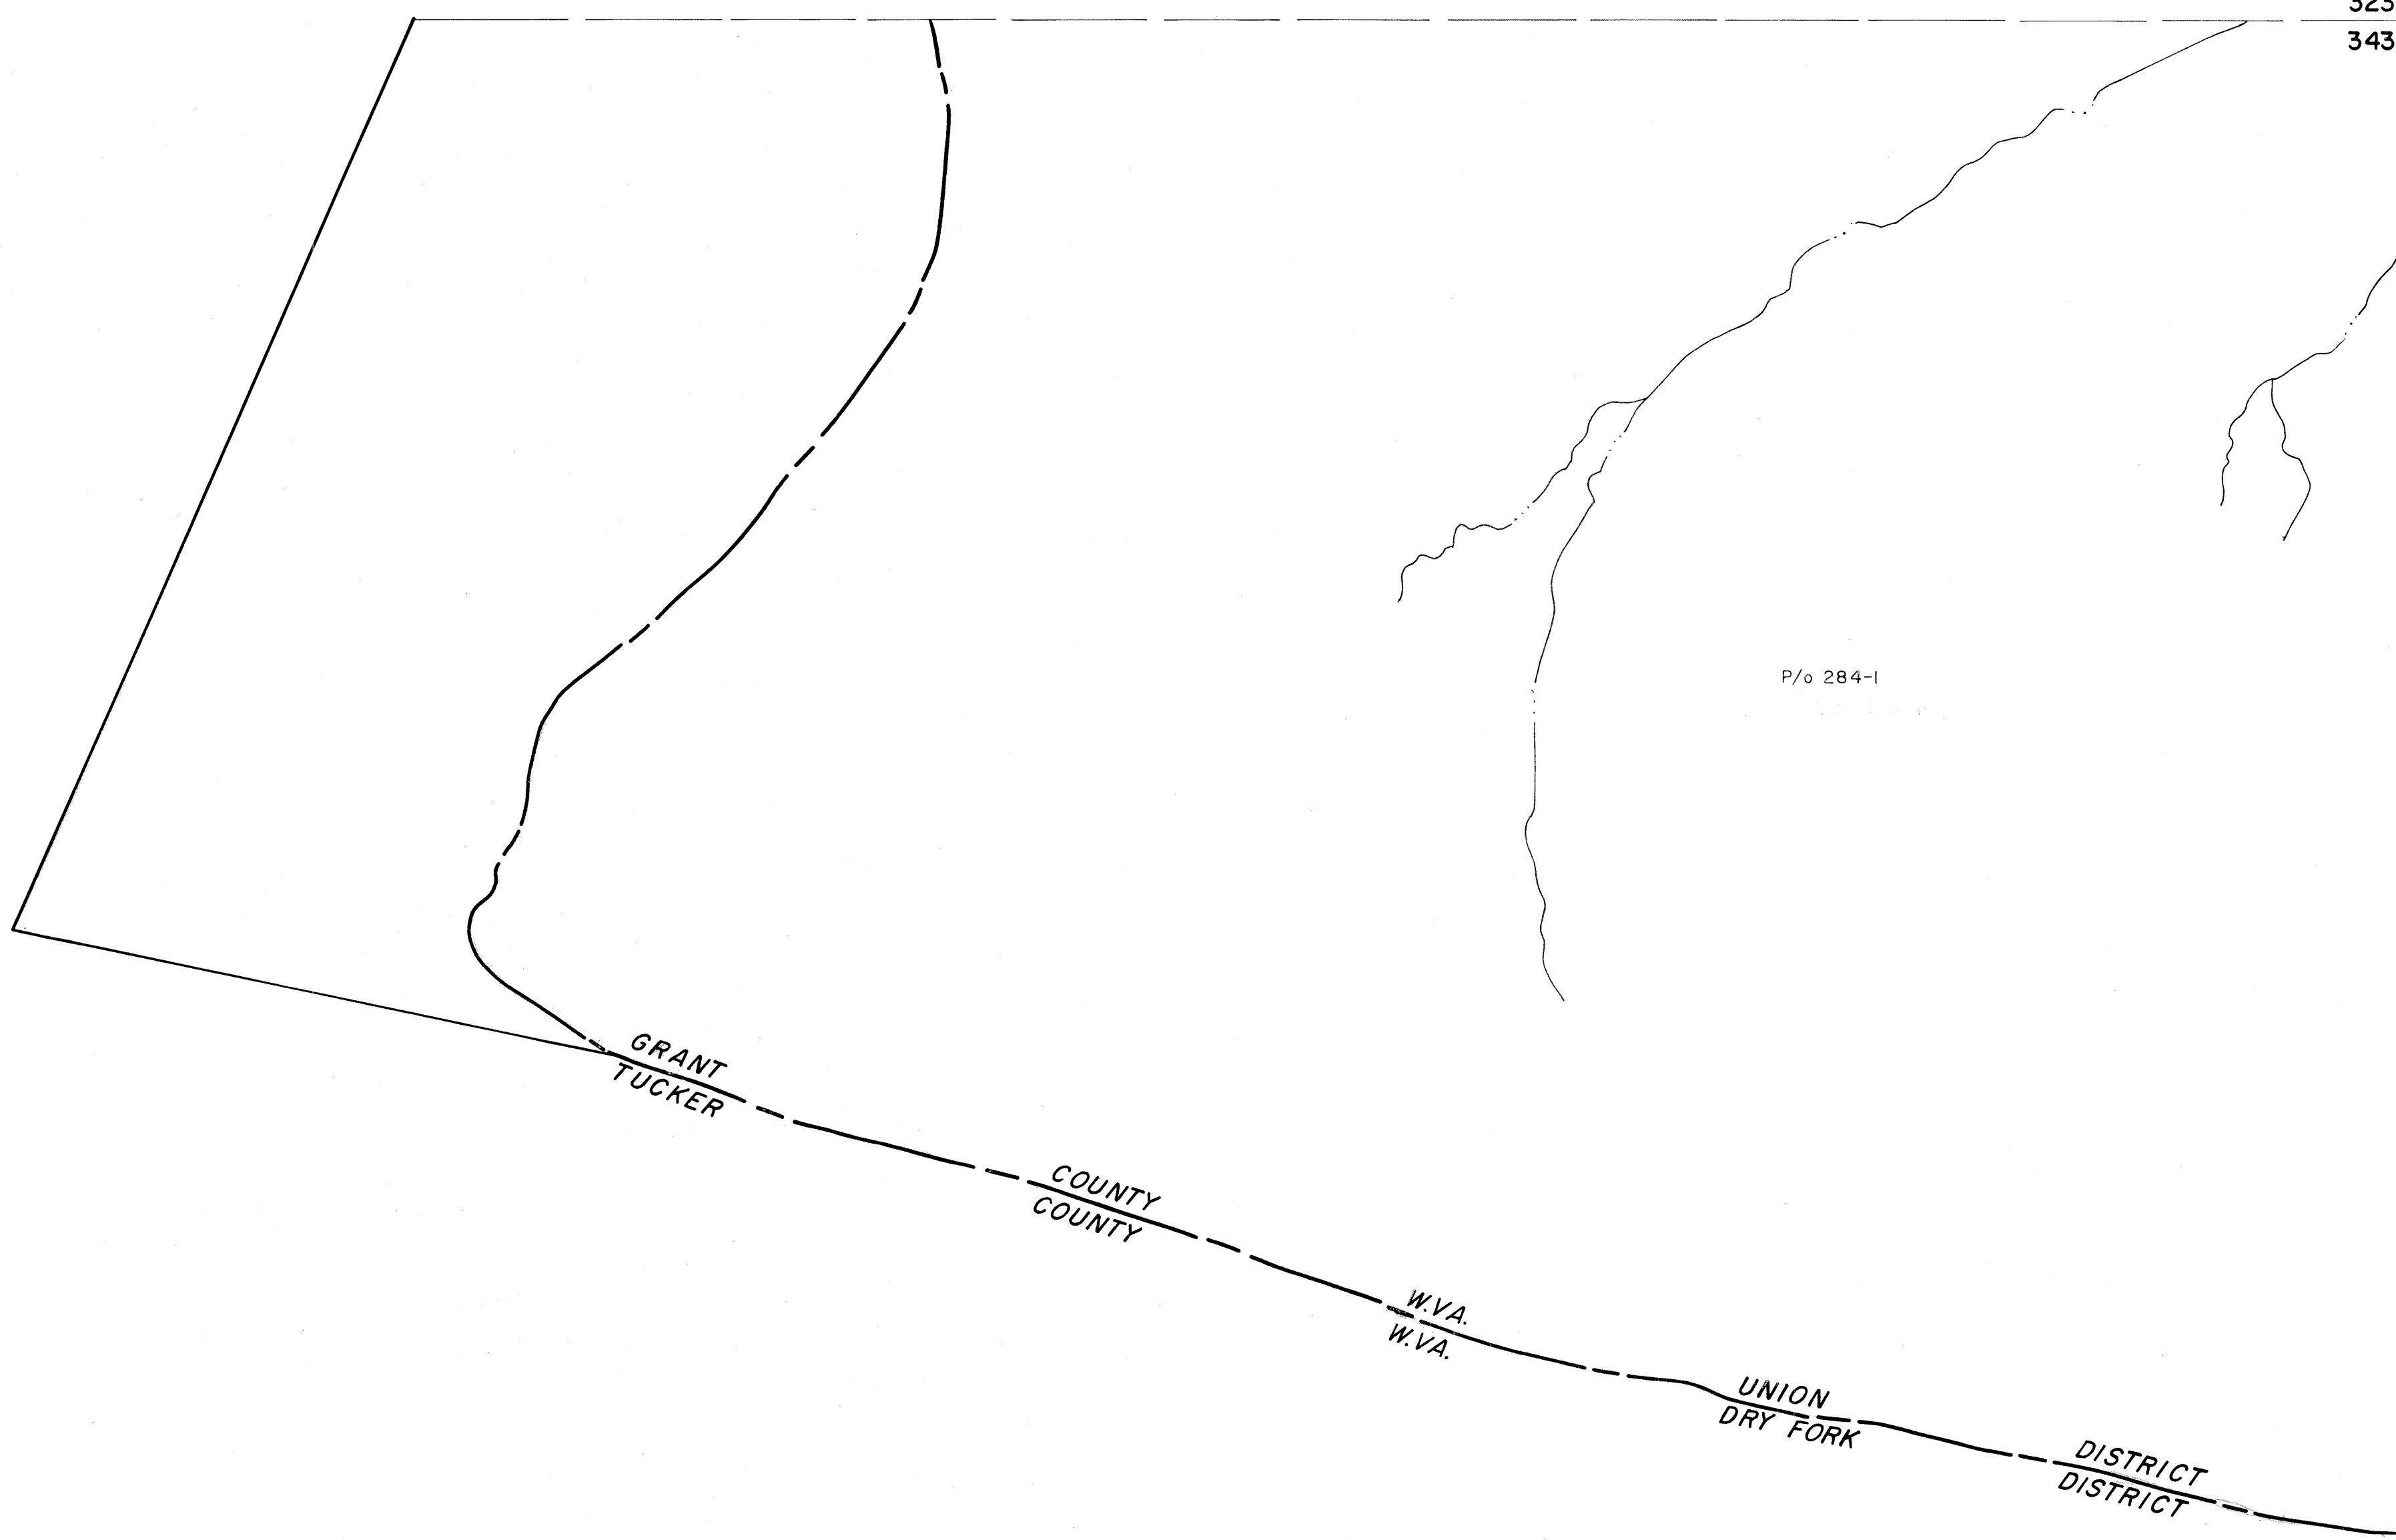 323
343
P/o 284-1
GRANT
TUCKER
COUNTY
COUNTY
W.VA.
W.VA.
UNION
DRY FORK
DISTRICT
DISTRICT